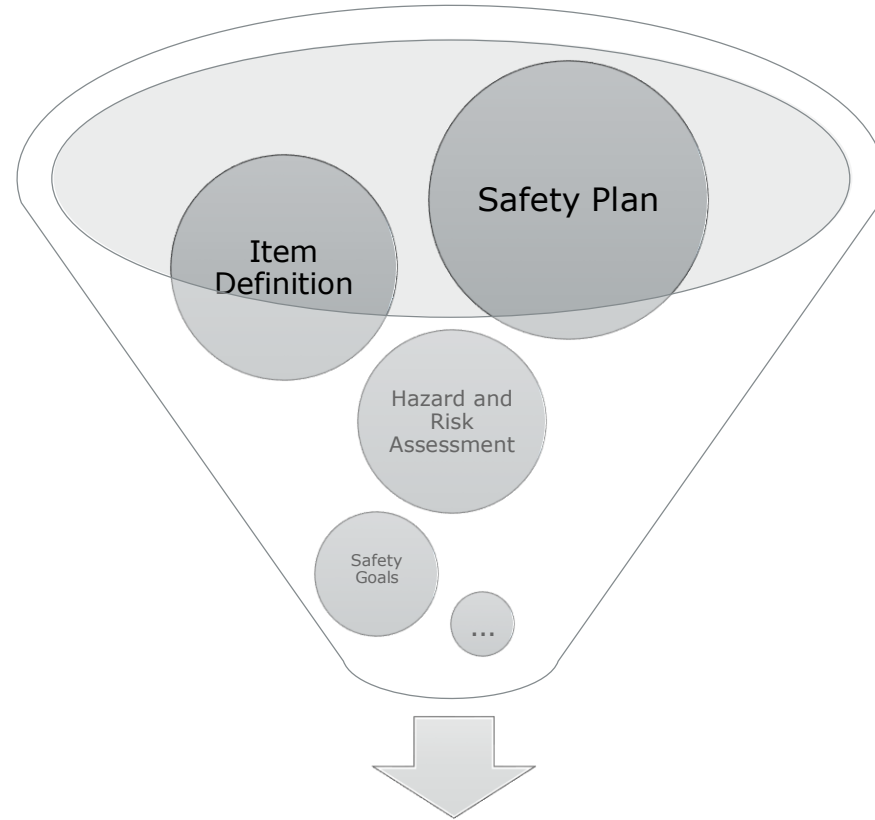 Safety Plan
Item
Definition
Hazard and
Risk
Assessment
Safety
Goals
...